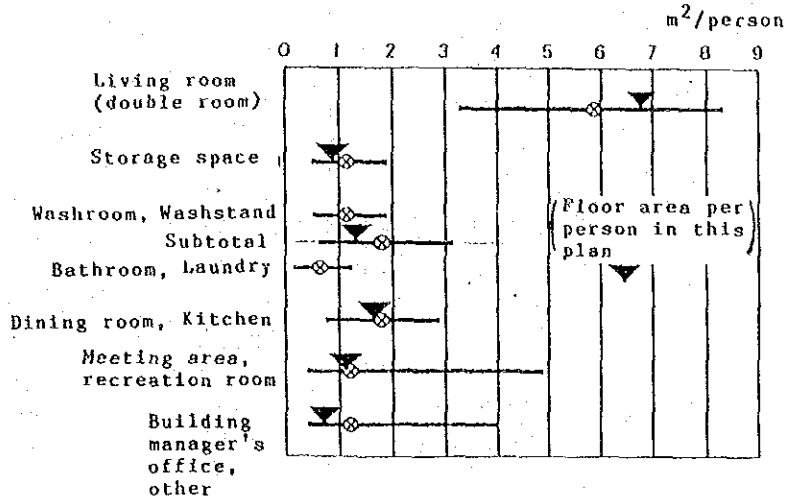 m²/person
0 1 2 3 4 5 6 7 8 9
Living room
(double room)
Storage space
Washroom, Washstand
Subtotal
Bathroom, Laundry
Dining room, Kitchen
Meeting area,
recreation room
Building
manager's
office,
other
(Floor area per
person in this
plan)